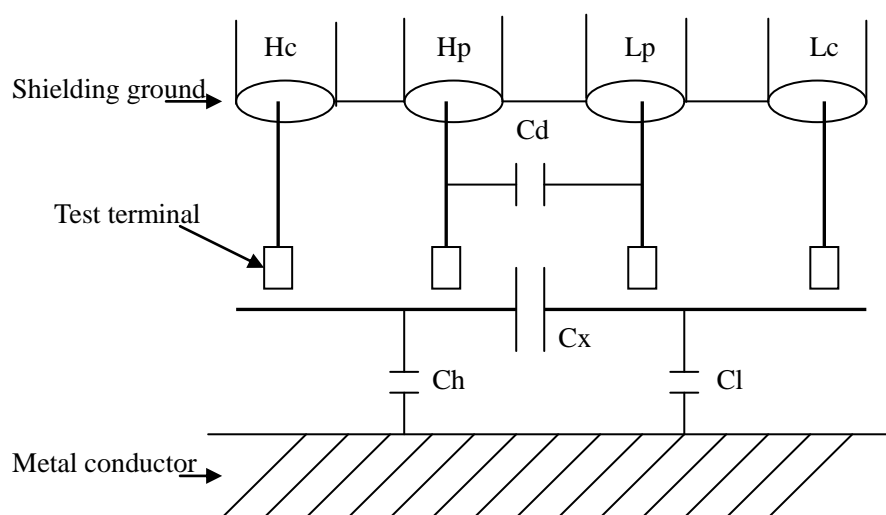 Hc
Hp
Lp
Lc
Shielding ground
Cd
Test terminal
Cx
Ch
Cl
Metal conductor